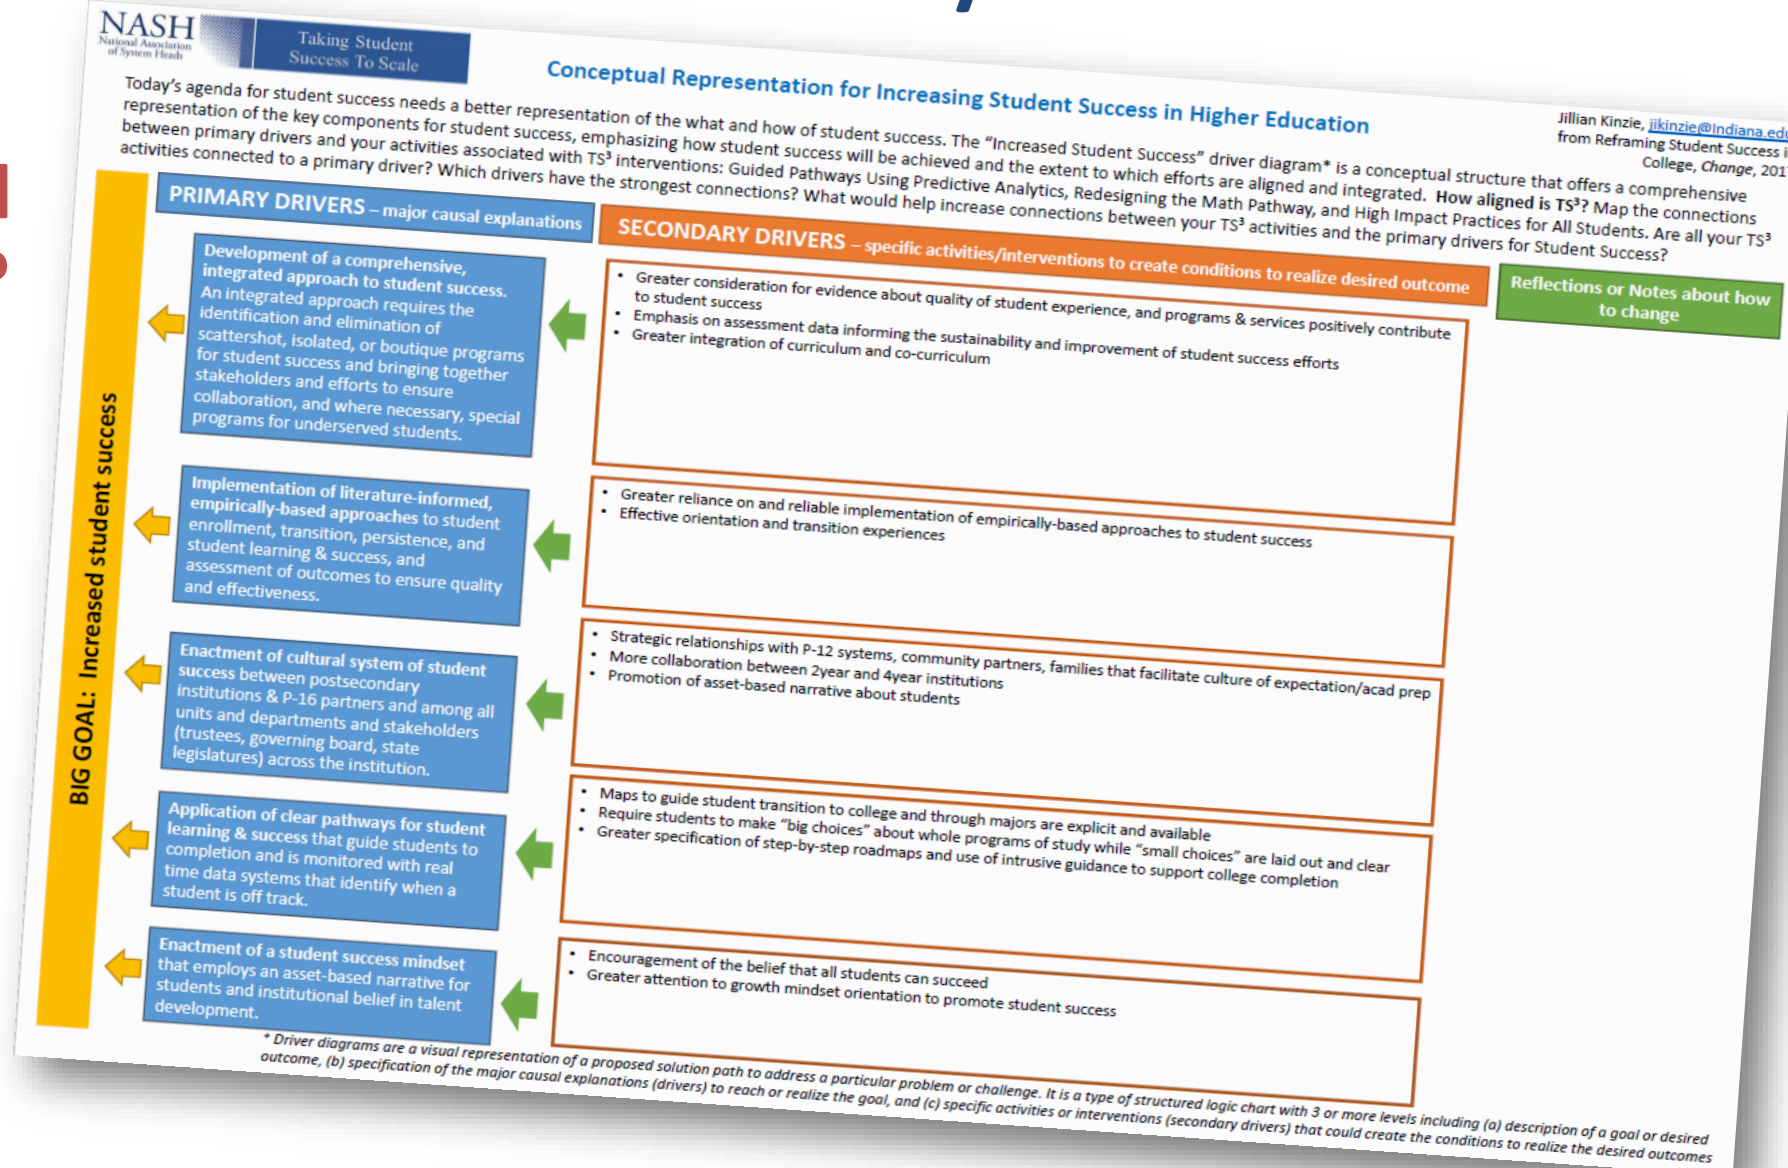 NASH
National Association
of System Heads
Taking Student
Success To Scale
Conceptual Representation for Increasing Student Success in Higher Education
Jillian Kinzie, jikinzie@Indiana.edu
from Reframing Student Success in
College, Change, 2017
Today's agenda for student success needs a better representation of the what and how of student success. The “Increased Student Success” driver diagram* is a conceptual structure that offers a comprehensive
representation of the key components for student success, emphasizing how student success will be achieved and the extent to which efforts are aligned and integrated. How aligned is TS³? Map the connections
between primary drivers and your activities associated with TS³ interventions: Guided Pathways Using Predictive Analytics, Redesigning the Math Pathway, and High Impact Practices for All Students. Are all your TS³
activities connected to a primary driver? Which drivers have the strongest connections? What would help increase connections between your TS³ activities and the primary drivers for Student Success?
BIG GOAL: Increased student success
PRIMARY DRIVERS – major causal explanations
SECONDARY DRIVERS – specific activities/interventions to create conditions to realize desired outcome
Reflections or Notes about how
to change
Development of a comprehensive,
integrated approach to student success.
An integrated approach requires the
identification and elimination of
scattershot, isolated, or boutique programs
for student success and bringing together
stakeholders and efforts to ensure
collaboration, and where necessary, special
programs for underserved students.
• Greater consideration for evidence about quality of student experience, and programs & services positively contribute
to student success
• Emphasis on assessment data informing the sustainability and improvement of student success efforts
• Greater integration of curriculum and co-curriculum
Implementation of literature-informed,
empirically-based approaches to student
enrollment, transition, persistence, and
student learning & success, and
assessment of outcomes to ensure quality
and effectiveness.
• Greater reliance on and reliable implementation of empirically-based approaches to student success
• Effective orientation and transition experiences
Enactment of cultural system of student
success between postsecondary
institutions & P-16 partners and among all
units and departments and stakeholders
(trustees, governing board, state
legislatures) across the institution.
• Strategic relationships with P-12 systems, community partners, families that facilitate culture of expectation/acad prep
• More collaboration between 2year and 4year institutions
• Promotion of asset-based narrative about students
Application of clear pathways for student
learning & success that guide students to
completion and is monitored with real
time data systems that identify when a
student is off track.
• Maps to guide student transition to college and through majors are explicit and available
• Require students to make “big choices” about whole programs of study while “small choices” are laid out and clear
• Greater specification of step-by-step roadmaps and use of intrusive guidance to support college completion
Enactment of a student success mindset
that employs an asset-based narrative for
students and institutional belief in talent
development.
• Encouragement of the belief that all students can succeed
• Greater attention to growth mindset orientation to promote student success
* Driver diagrams are a visual representation of a proposed solution path to address a particular problem or challenge. It is a type of structured logic chart with 3 or more levels including (a) description of a goal or desired
outcome, (b) specification of the major causal explanations (drivers) to reach or realize the goal, and (c) specific activities or interventions (secondary drivers) that could create the conditions to realize the desired outcomes